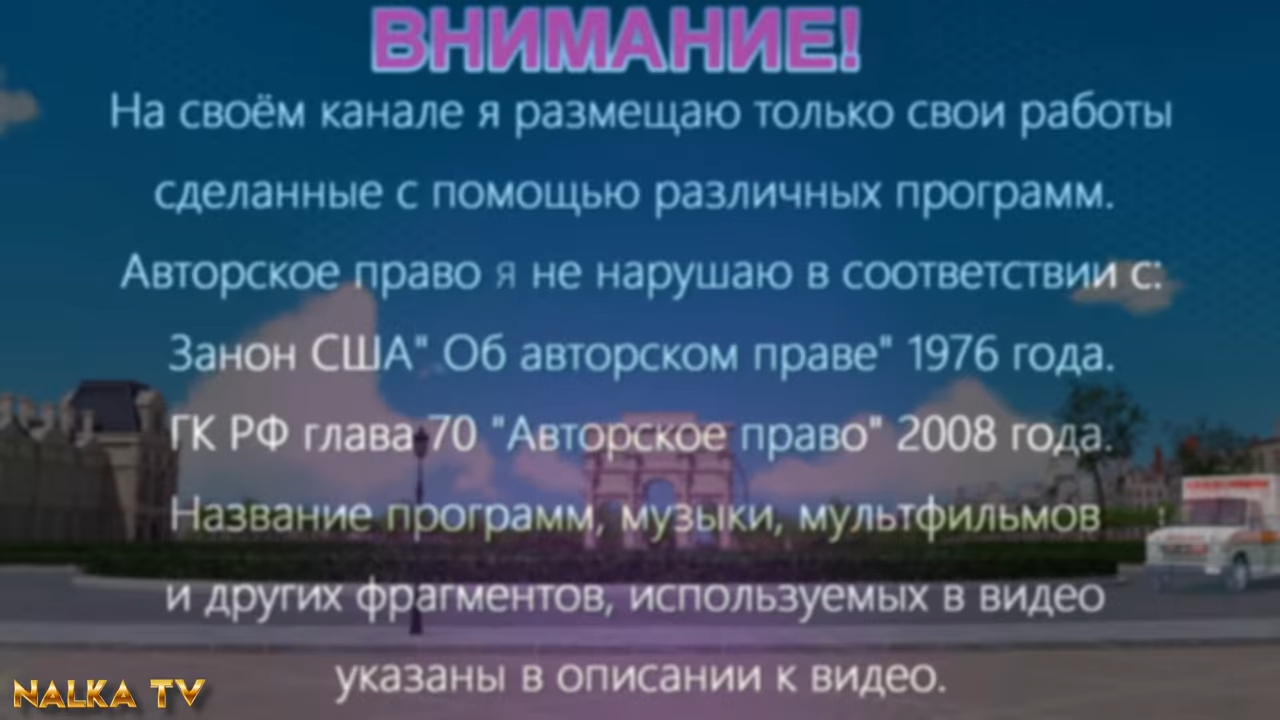 ВНИМАНИЕ!
На своём канале я размещаю только свои работы
сделанные с помощью различных программ.
Авторское право я не нарушаю в соответствии с:
Занон США" Об авторском праве" 1976 года.
ГК РФ глава 70 "Авторское право" 2008 года.
Название программ, музыки, мультфильмов
и других фрагментов, используемых в видео
указаны в описании к видео.
NALKA TV